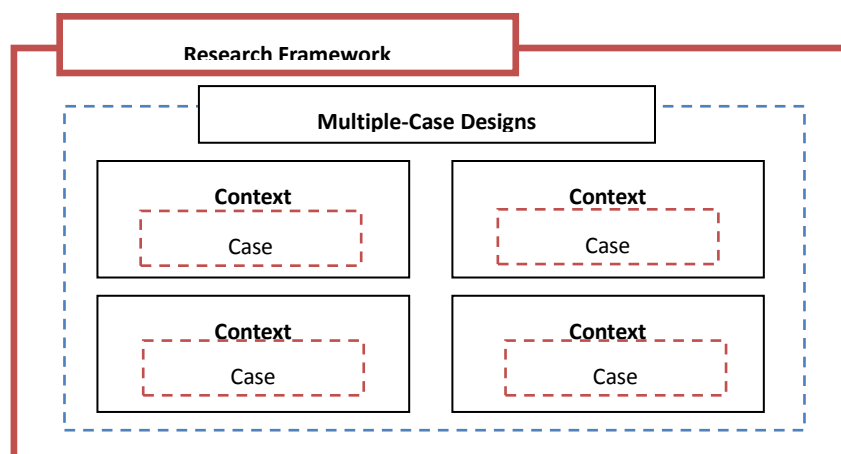 Research Framework
Multiple-Case Designs
Context
Case
Context
Case
Context
Case
Context
Case